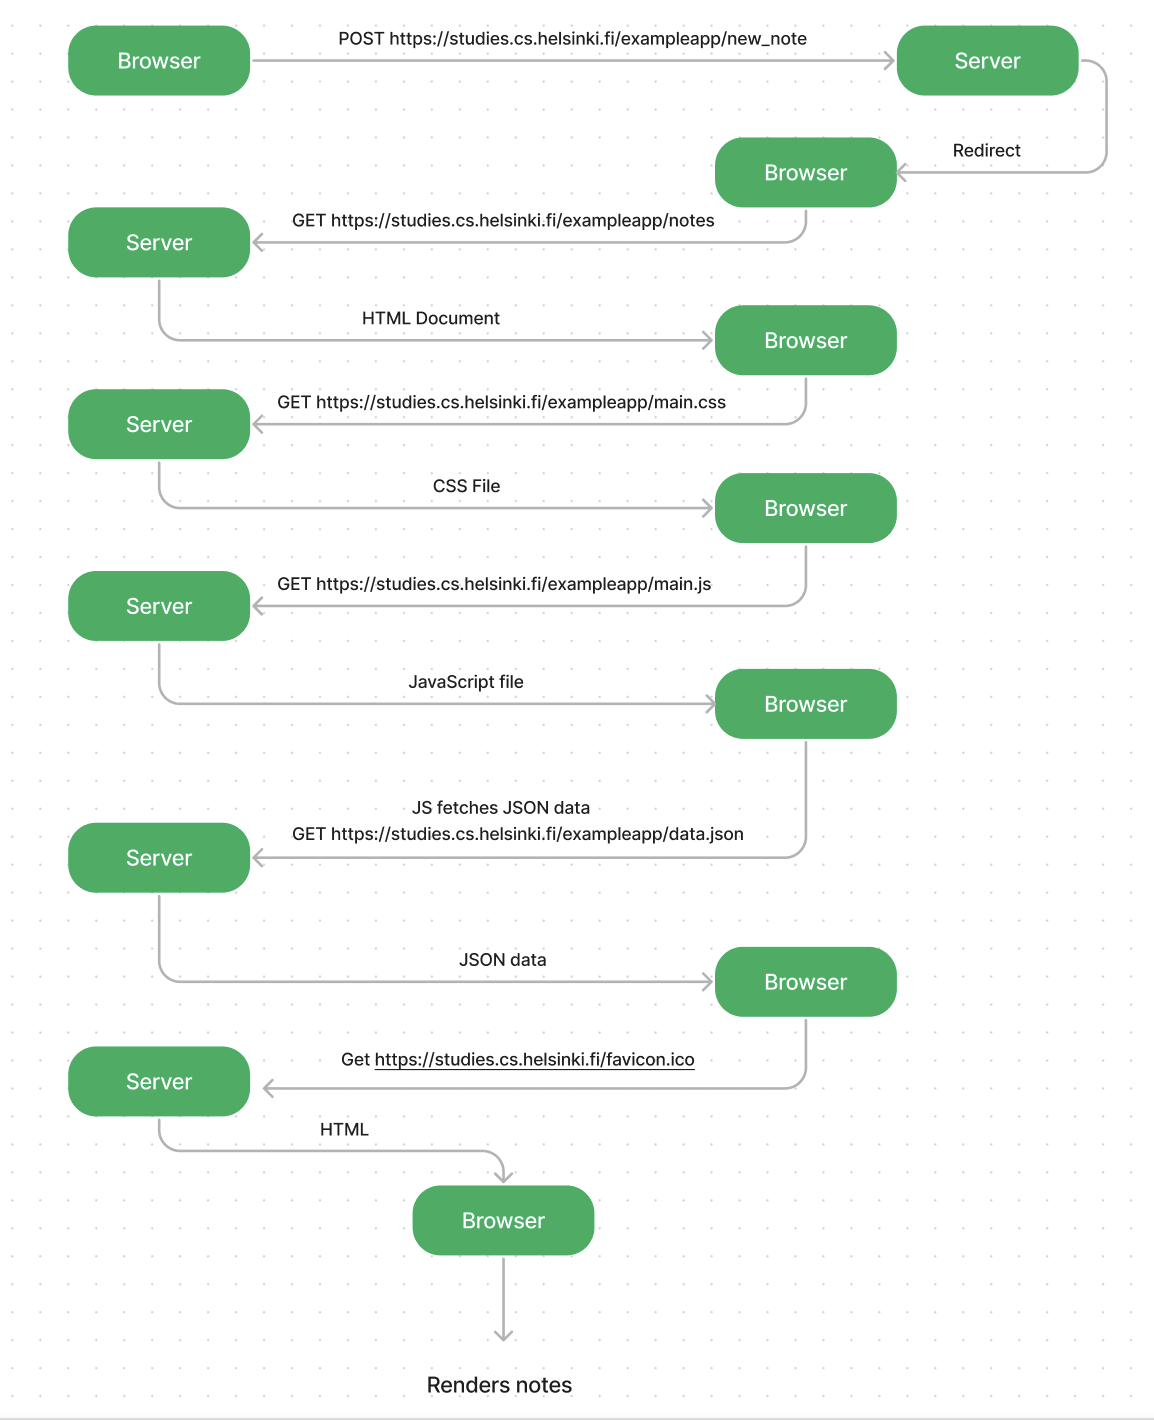 Browser
POST https://studies.cs.helsinki.fi/exampleapp/new_note
Server
Redirect
Browser
GET https://studies.cs.helsinki.fi/exampleapp/notes
Server
HTML Document
Browser
GET https://studies.cs.helsinki.fi/exampleapp/main.css
Server
CSS File
Browser
GET https://studies.cs.helsinki.fi/exampleapp/main.js
Server
JavaScript file
Browser
JS fetches JSON data
GET https://studies.cs.helsinki.fi/exampleapp/data.json
Server
JSON data
Browser
Get https://studies.cs.helsinki.fi/favicon.ico
Server
HTML
Browser
Renders notes